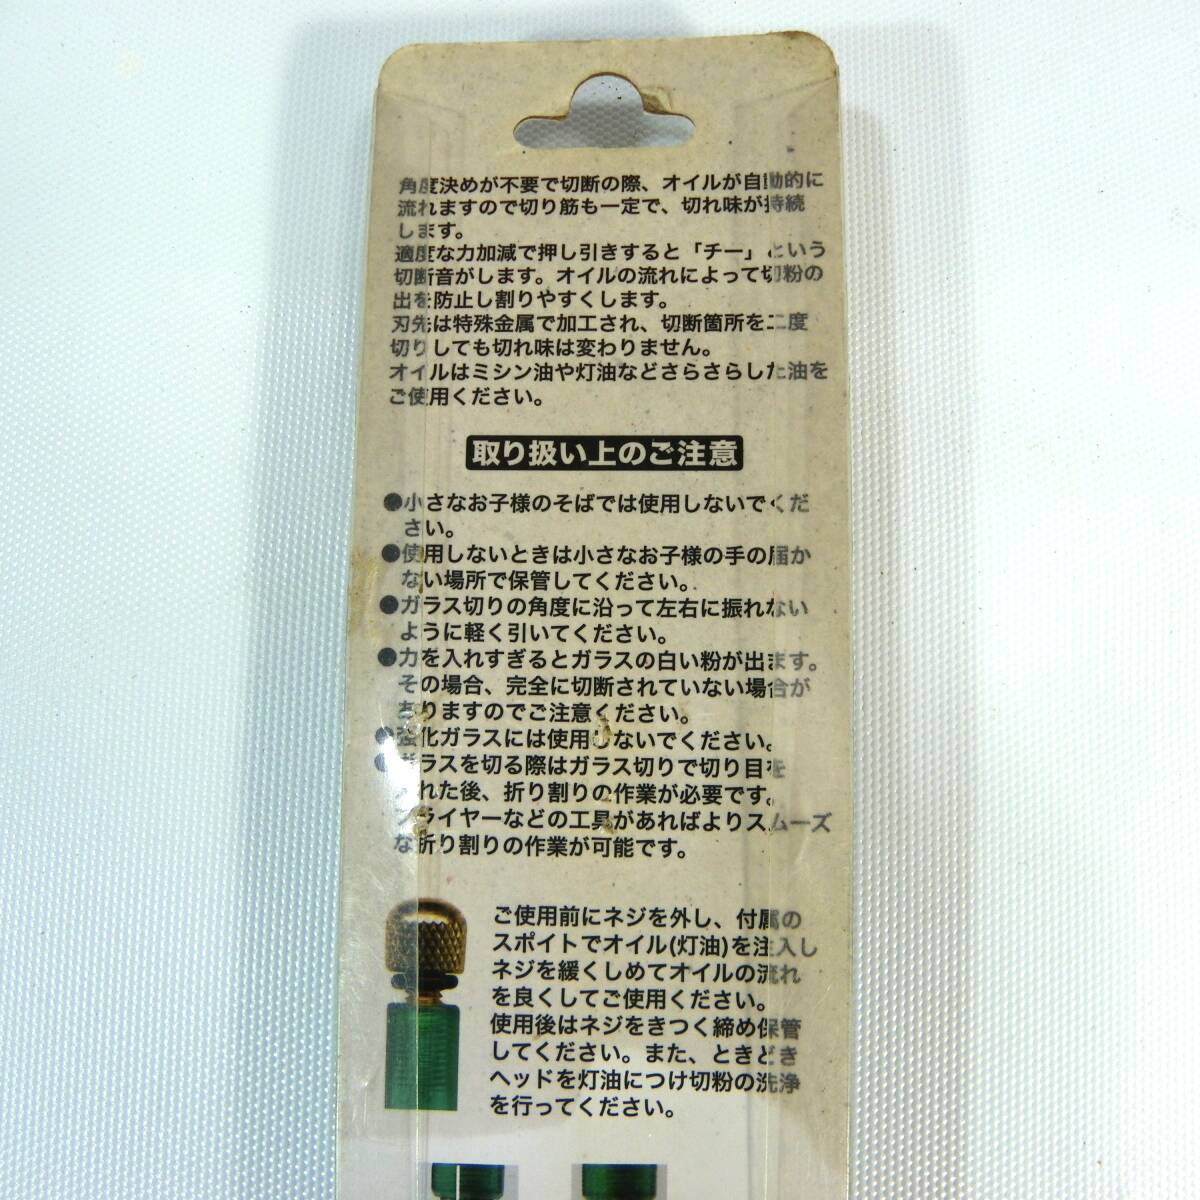 角度決めが不要で切断の際、オイルが自動的に
流れますので切り筋も一定で、切れ味が持続
します。
適度な力加減で押し引きすると「チー」という
切断音がします。オイルの流れによって切粉の
出を防止し割りやすくします。
刃先は特殊金属で加工され、切断箇所を二度
切りしても切れ味は変わりません。
オイルはミシン油や灯油などさらさらした油を
ご使用ください。
取り扱い上のご注意
●小さなお子様のそばでは使用しないでくだ
さい。
●使用しないときは小さなお子様の手の届か
ない場所で保管してください。
●ガラス切りの角度に沿って左右に振れない
ように軽く引いてください。
●力を入れすぎるとガラスの白い粉が出ます。
その場合、完全に切断されていない場合が
ありますのでご注意ください。
●強化ガラスには使用しないでください。
●ガラスを切る際はガラス切りで切り目を
入れた後、折り割りの作業が必要です。
プライヤーなどの工具があればよりスムーズ
な折り割りの作業が可能です。
ご使用前にネジを外し、付属の
スポイトでオイル(灯油)を注入し
ネジを緩くしめてオイルの流れ
を良くしてご使用ください。
使用後はネジをきつく締め保管
してください。また、ときどき
ヘッドを灯油につけ切粉の洗浄
を行ってください。